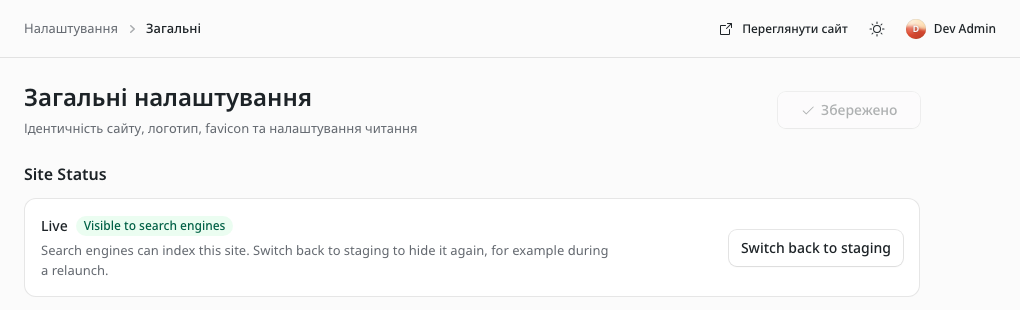 Налаштування > Загальні
Переглянути сайт
D
Dev Admin
Загальні налаштування
Ідентичність сайту, логотип, favicon та налаштування читання
Збережено
Site Status
Live
Visible to search engines
Search engines can index this site. Switch back to staging to hide it again, for example during
a relaunch.
Switch back to staging